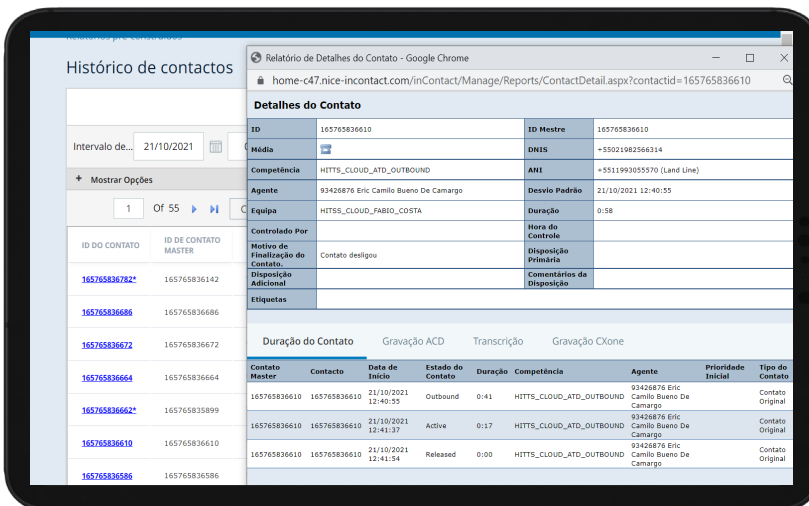 Relatórios pré-construídos
Histórico de contactos
Intervalo de... 21/10/2021
+ Mostrar Opções
1 Of 55
ID DO CONTATO ID DE CONTATO MASTER
165765836782* 165765836142
165765836686 165765836686
165765836672 165765836672
165765836664 165765836664
165765836662* 165765835899
165765836610 165765836610
165765836586 165765836586
Relatório de Detalhes do Contato - Google Chrome
home-c47.nice-incontact.com/inContact/Manage/Reports/ContactDetail.aspx?contactid=165765836610
Detalhes do Contato
ID 165765836610 ID Mestre 165765836610
Média DNIS +55021982566314
Competência HITTS_CLOUD_ATD_OUTBOUND ANI +5511993055570 (Land Line)
Agente 93426876 Eric Camilo Bueno De Camargo Desvio Padrão 21/10/2021 12:40:55
Equipa HITSS_CLOUD_FABIO_COSTA Duração 0:58
Controlado Por Hora do Controle
Motivo de Finalização do Contato. Contato desligou Disposição Primária
Disposição Adicional Comentários da Disposição
Etiquetas
Duração do Contato Gravação ACD Transcrição Gravação CXone
Contato Master Contacto Data de Início Estado do Contato Duração Competência Agente Prioridade Inicial Tipo do Contato
165765836610 165765836610 21/10/2021 12:40:55 Outbound 0:41 HITTS_CLOUD_ATD_OUTBOUND 93426876 Eric Camilo Bueno De Camargo Contato Original
165765836610 165765836610 21/10/2021 12:41:37 Active 0:17 HITTS_CLOUD_ATD_OUTBOUND 93426876 Eric Camilo Bueno De Camargo Contato Original
165765836610 165765836610 21/10/2021 12:41:54 Released 0:00 HITTS_CLOUD_ATD_OUTBOUND 93426876 Eric Camilo Bueno De Camargo Contato Original